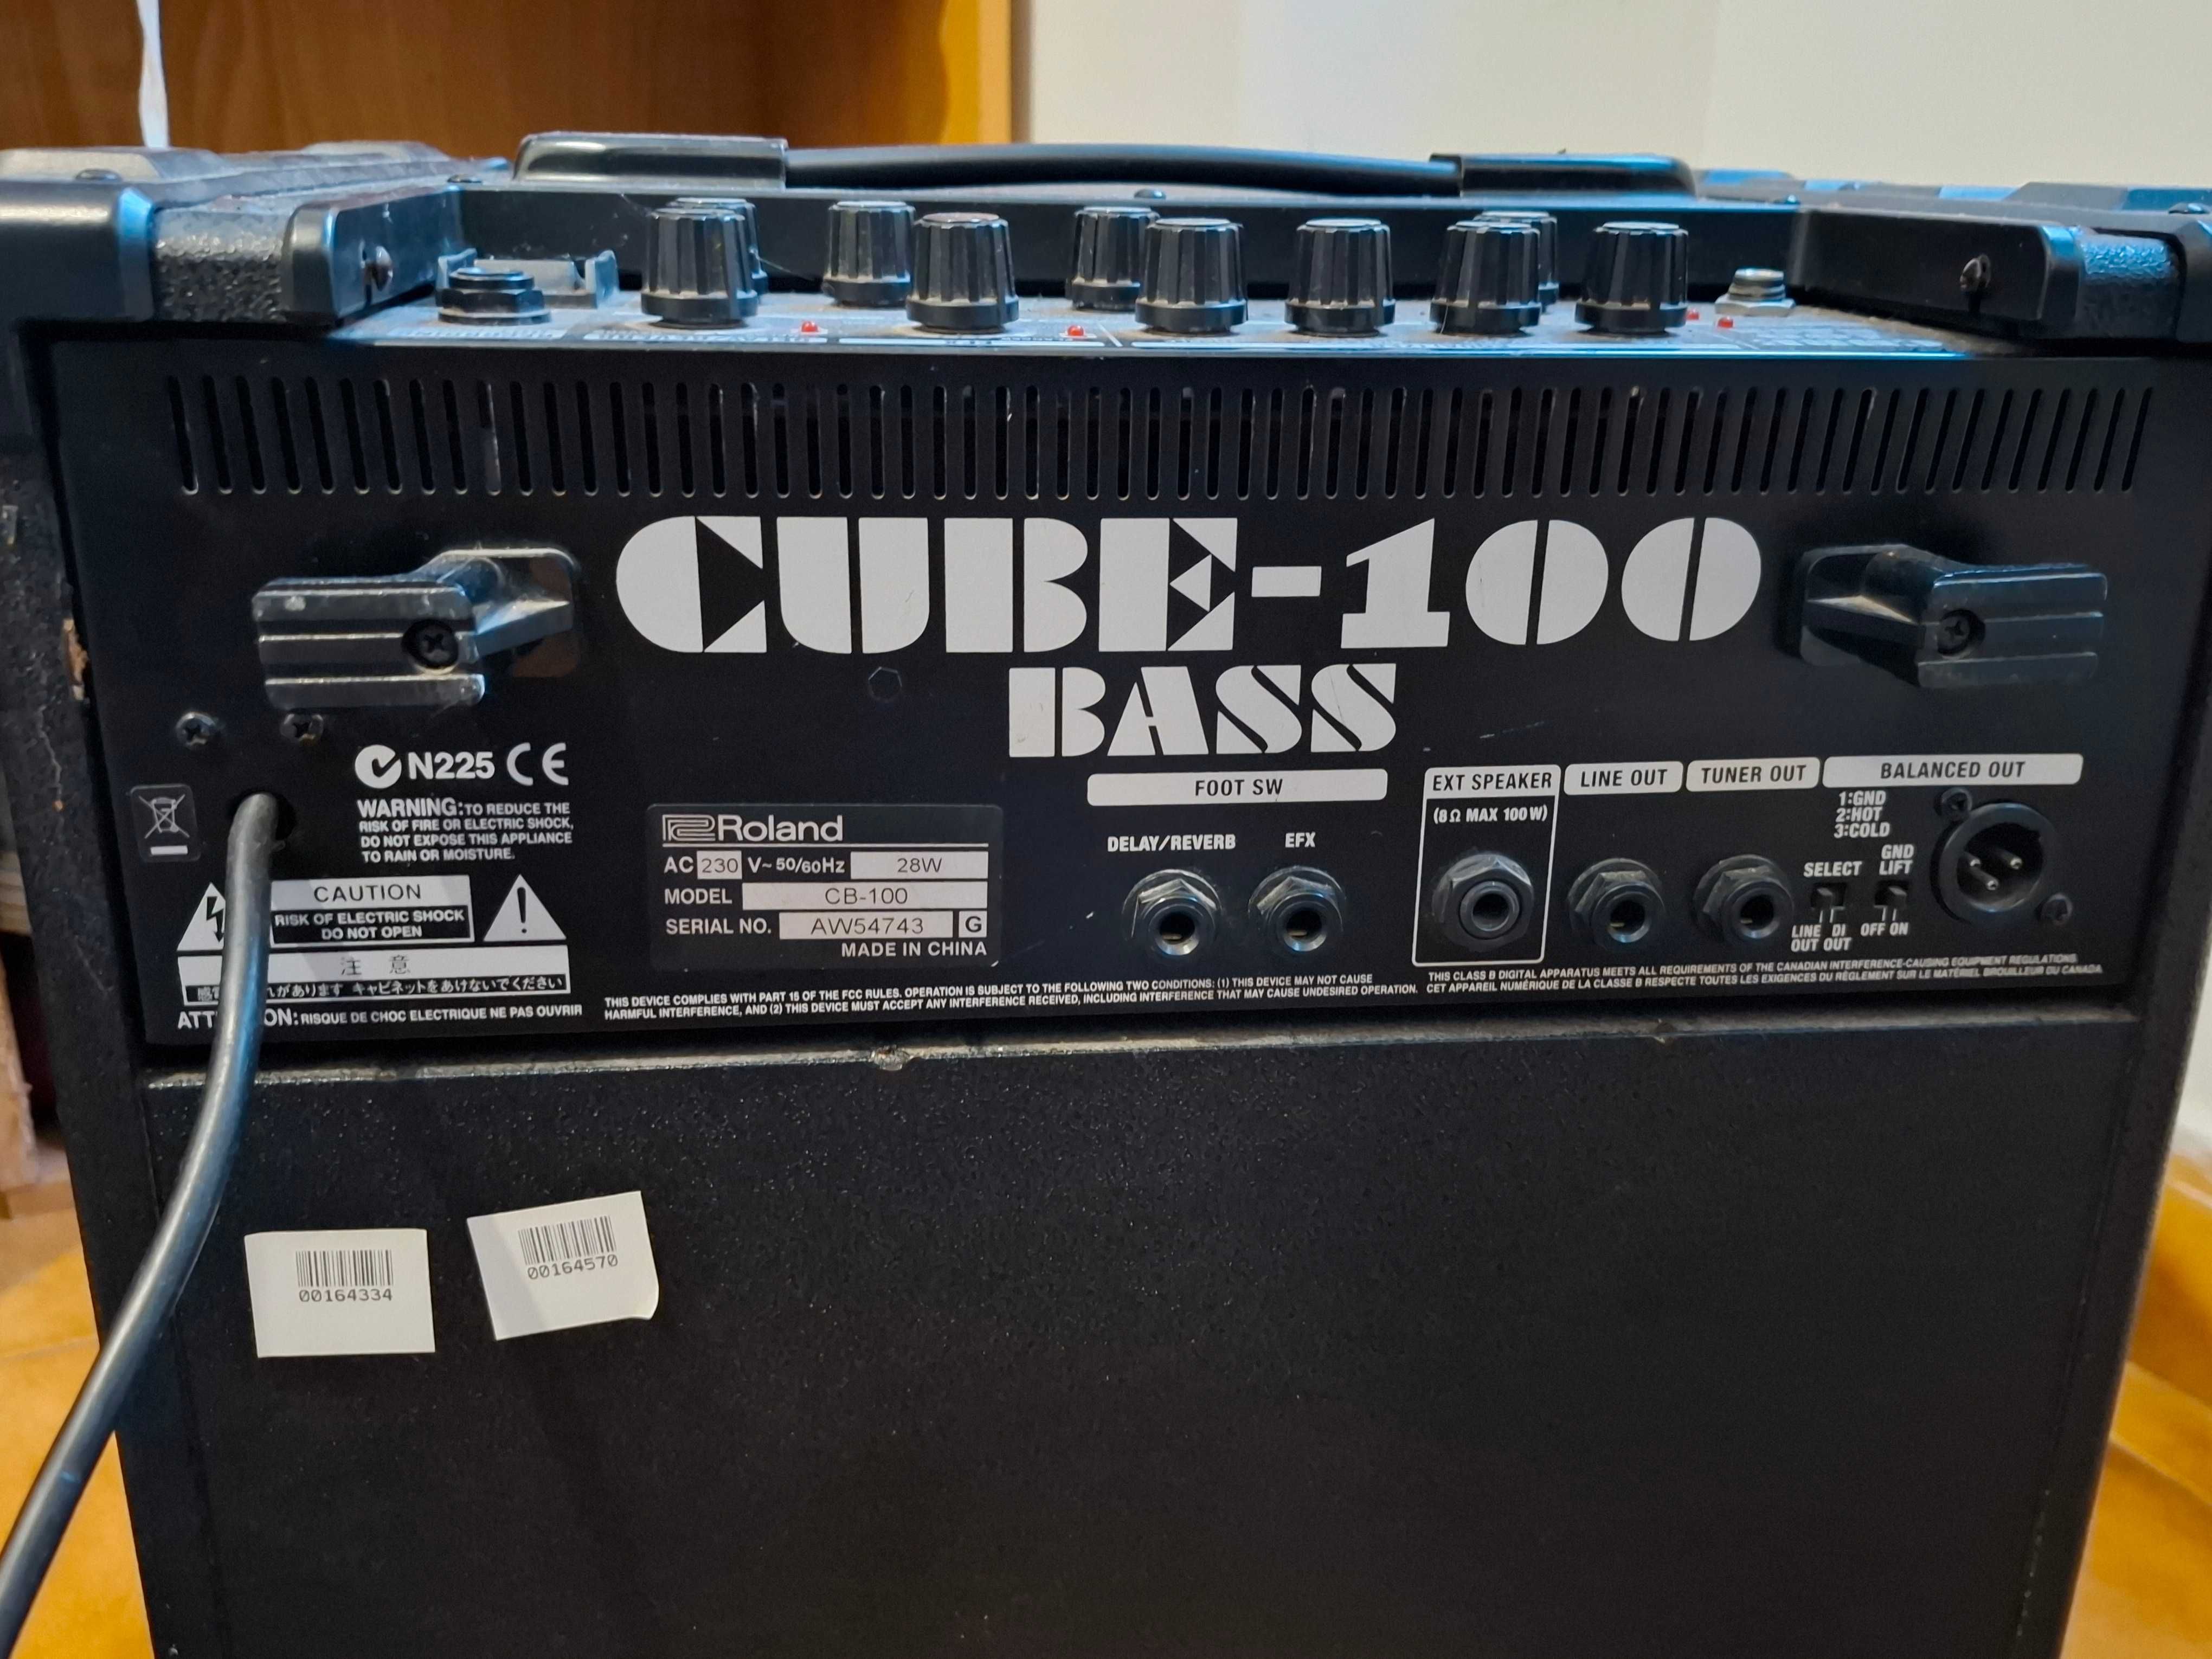 CUBE-100
BASS
N225 CE
WARNING: TO REDUCE THE
RISK OF FIRE OR ELECTRIC SHOCK,
DO NOT EXPOSE THIS APPLIANCE
TO RAIN OR MOISTURE.
CAUTION
RISK OF ELECTRIC SHOCK
DO NOT OPEN
注 意
れがあります キャビネットをあけないでください
RISQUE DE CHOC ELECTRIQUE NE PAS OUVRIR
Roland
AC 230 V~ 50/60Hz 28W
MODEL CB-100
SERIAL NO. AW54743 G
MADE IN CHINA
FOOT SW
DELAY/REVERB EFX
EXT SPEAKER
(8Ω MAX 100W)
LINE OUT
TUNER OUT
BALANCED OUT
1:GND
2:HOT
3:COLD
SELECT
LINE OUT DI OUT
GND
LIFT
OFF ON
THIS DEVICE COMPLIES WITH PART 15 OF THE FCC RULES. OPERATION IS SUBJECT TO THE FOLLOWING TWO CONDITIONS: (1) THIS DEVICE MAY NOT CAUSE
HARMFUL INTERFERENCE, AND (2) THIS DEVICE MUST ACCEPT ANY INTERFERENCE RECEIVED, INCLUDING INTERFERENCE THAT MAY CAUSE UNDESIRED OPERATION.
THIS CLASS B DIGITAL APPARATUS MEETS ALL REQUIREMENTS OF THE CANADIAN INTERFERENCE-CAUSING EQUIPMENT REGULATIONS.
CET APPAREIL NUMÉRIQUE DE LA CLASSE B RESPECTE TOUTES LES EXIGENCES DU RÈGLEMENT SUR LE MATÉRIEL BROUILLEUR DU CANADA.
00164334
00164570